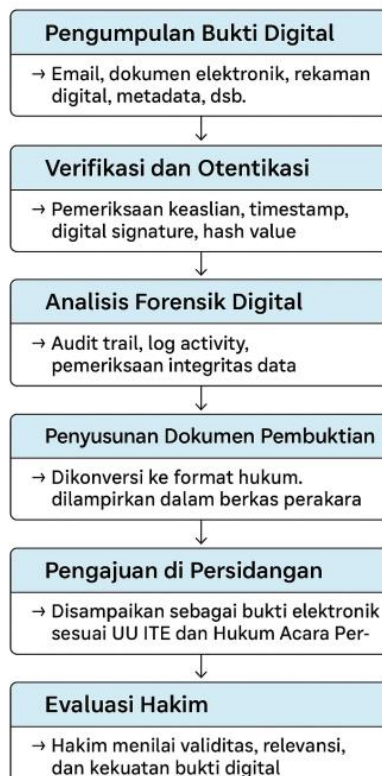 Pengumpulan Bukti Digital
→ Email, dokumen elektronik, rekaman
digital, metadata, dsb.
Verifikasi dan Otentikasi
→ Pemeriksaan keaslian, timestamp,
digital signature, hash value
Analisis Forensik Digital
→ Audit trail, log activity,
pemeriksaan integritas data
Penyusunan Dokumen Pembuktian
→ Dikonversi ke format hukum.
dilampirkan dalam berkas perakara
Pengajuan di Persidangan
→ Disampaikan sebagai bukti elektronik
sesuai UU ITE dan Hukum Acara Per-
Evaluasi Hakim
→ Hakim menilai validitas, relevansi,
dan kekuatan bukti digital